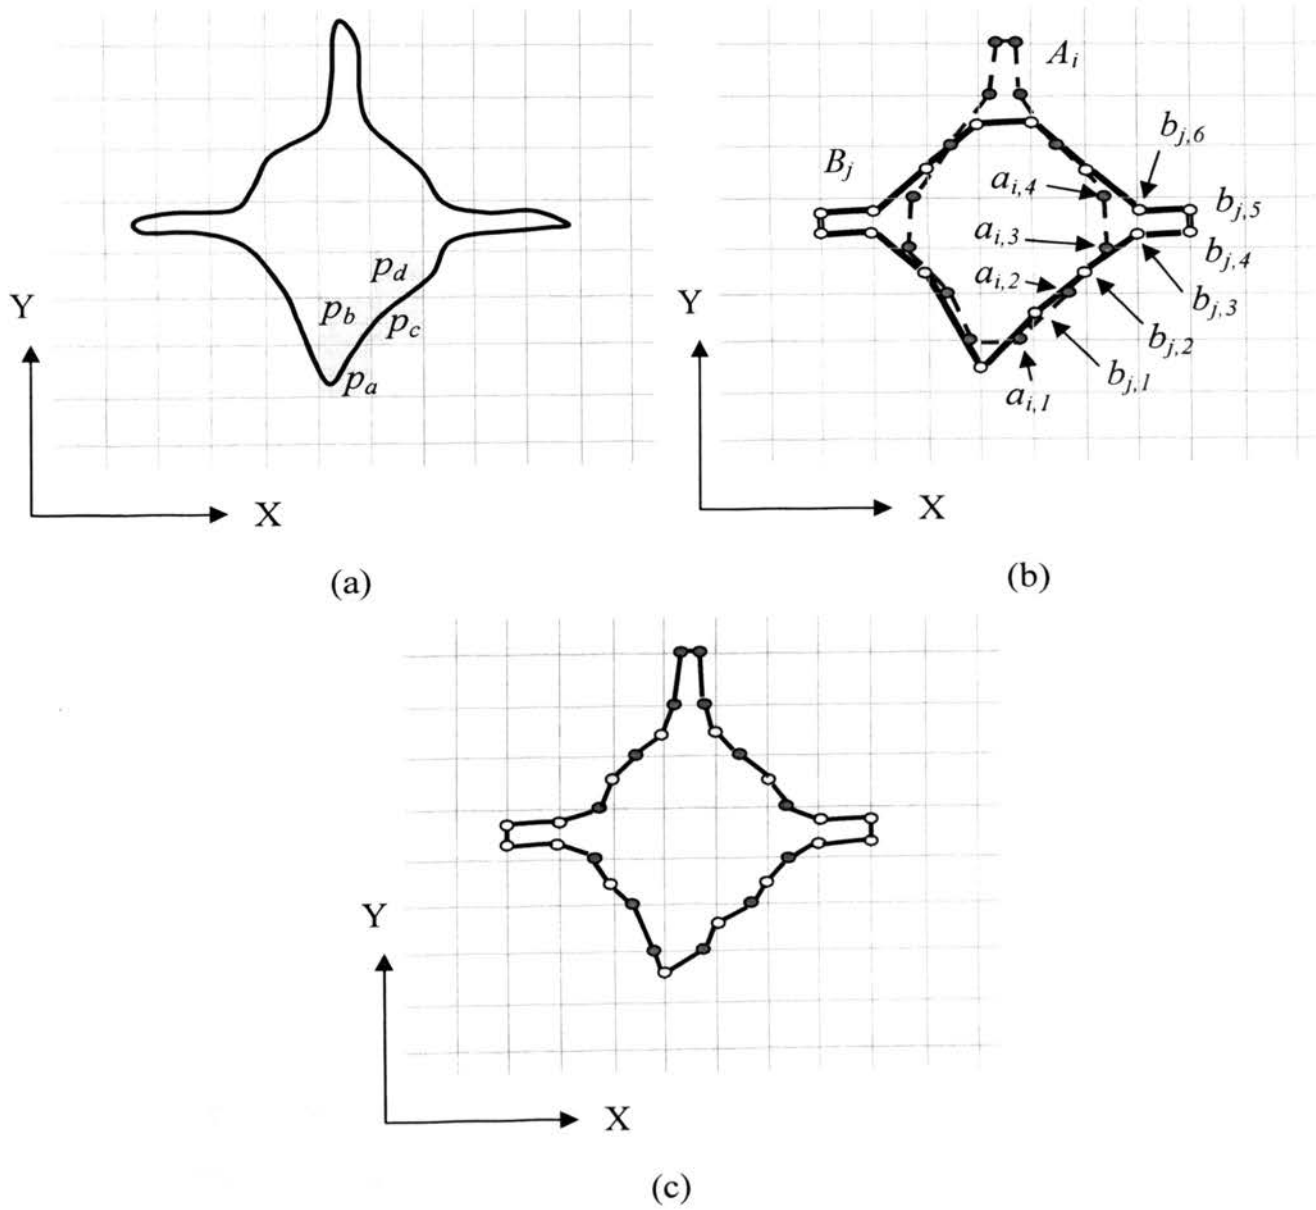 p_d
p_b
p_c
p_a
Y
X
(a)
A_i
b_{j,6}
B_j
a_{i,4}
b_{j,5}
a_{i,3}
b_{j,4}
a_{i,2}
b_{j,3}
Y
b_{j,2}
b_{j,1}
a_{i,1}
X
(b)
Y
X
(c)